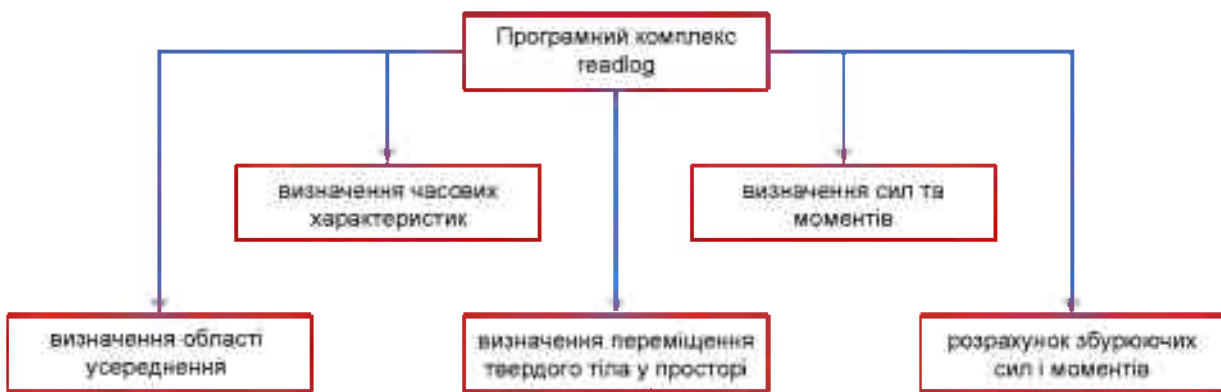 Програмний комплекс
readlog
визначення часових
характеристик
визначення сил та
моментів
визначення області
усереднення
визначення переміщення
твердого тіла у просторі
розрахунок збурюючих
сил і моментів